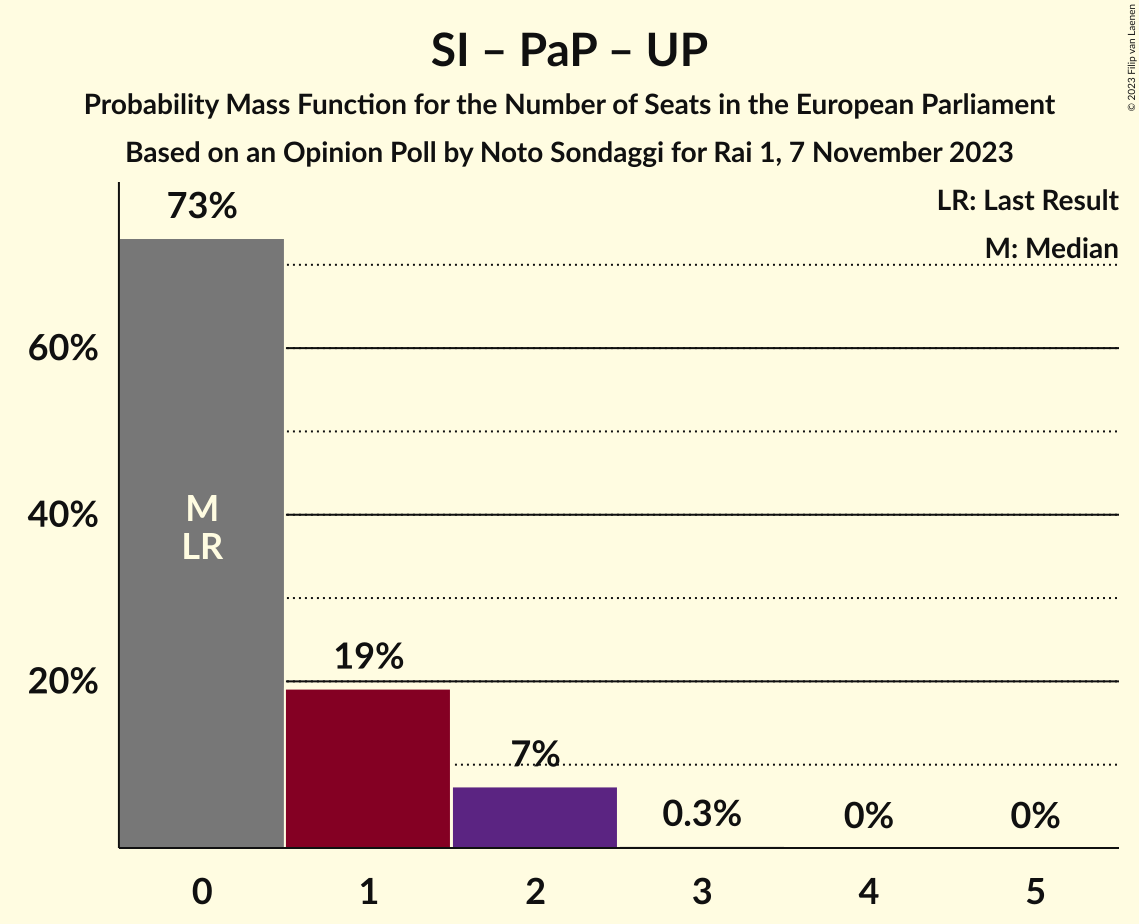 SI – PaP – UP
Probability Mass Function for the Number of Seats in the European Parliament
Based on an Opinion Poll by Noto Sondaggi for Rai 1, 7 November 2023
© 2023 Filip van Laenen
LR: Last Result
M: Median
73%
60%
40%
20%
M
LR
19%
7%
0.3%
0%
0%
0 1 2 3 4 5